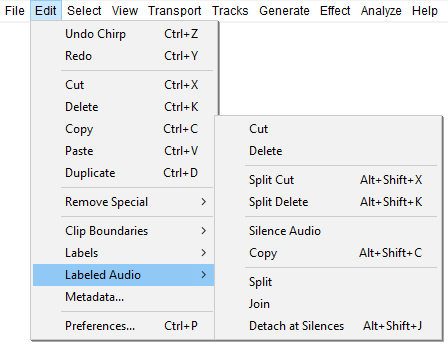 File Edit Select View Transport Tracks Generate Effect Analyze Help
Undo Chirp Ctrl+Z
Redo Ctrl+Y
Cut Ctrl+X
Delete Ctrl+K
Copy Ctrl+C
Paste Ctrl+V
Duplicate Ctrl+D
Remove Special >
Clip Boundaries >
Labels >
Labeled Audio >
Metadata...
Preferences... Ctrl+P
Cut
Delete
Split Cut Alt+Shift+X
Split Delete Alt+Shift+K
Silence Audio
Copy Alt+Shift+C
Split
Join
Detach at Silences Alt+Shift+J